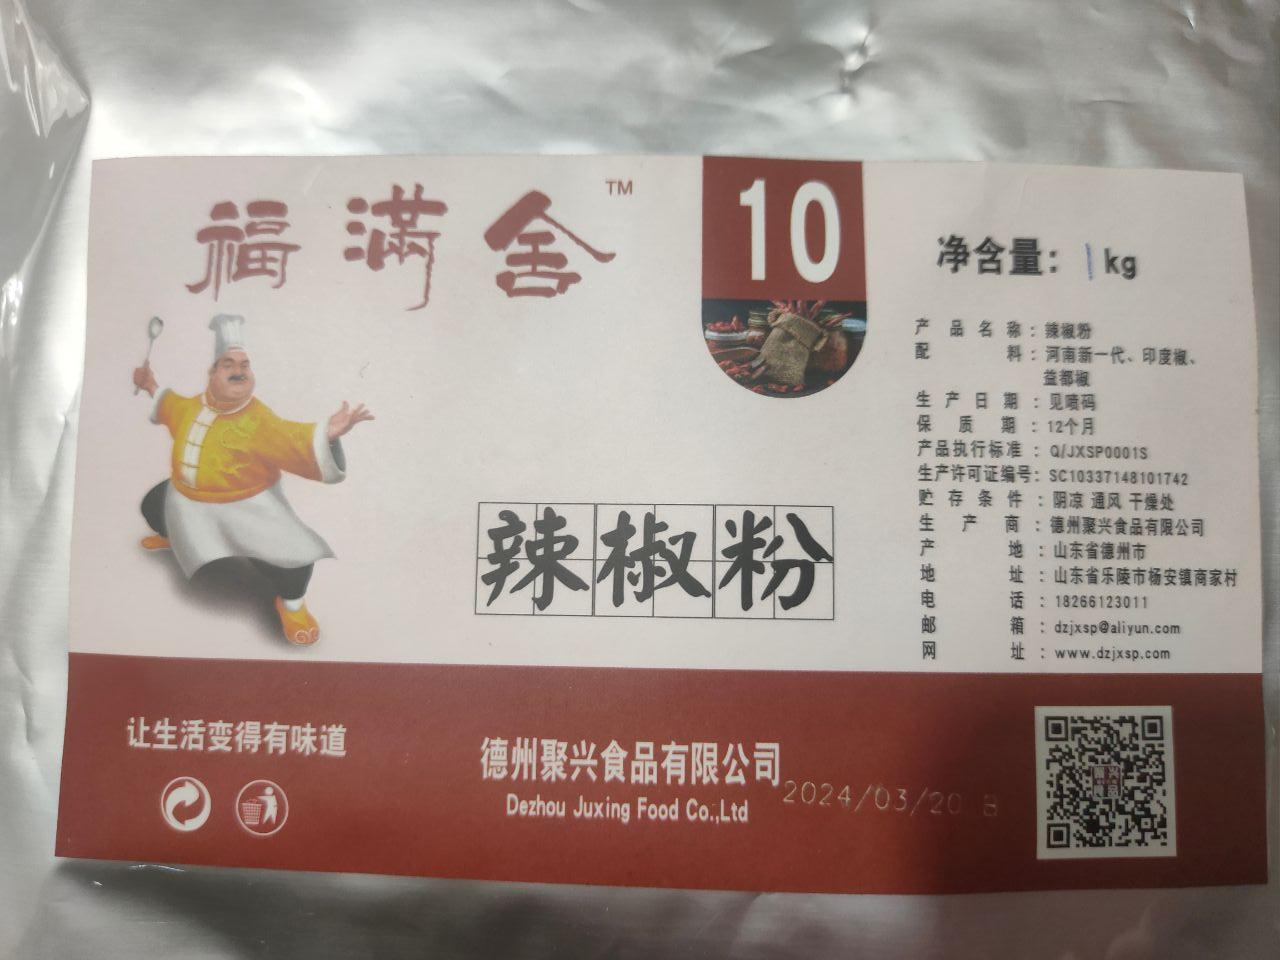 福满舍™
10
净含量：1kg
产品名称：辣椒粉
配料：河南新一代、印度椒、
益都椒
生产日期：见喷码
保质期：12个月
产品执行标准：Q/JXSP0001S
生产许可证编号：SC10337148101742
贮存条件：阴凉 通风 干燥处
生产商：德州聚兴食品有限公司
产地：山东省德州市
地址：山东省乐陵市杨安镇商家村
电话：18266123011
邮箱：dzjxsp@aliyun.com
网址：www.dzjxsp.com
辣椒粉
让生活变得有味道
德州聚兴食品有限公司
Dezhou Juxing Food Co.,Ltd
2024/03/20 B